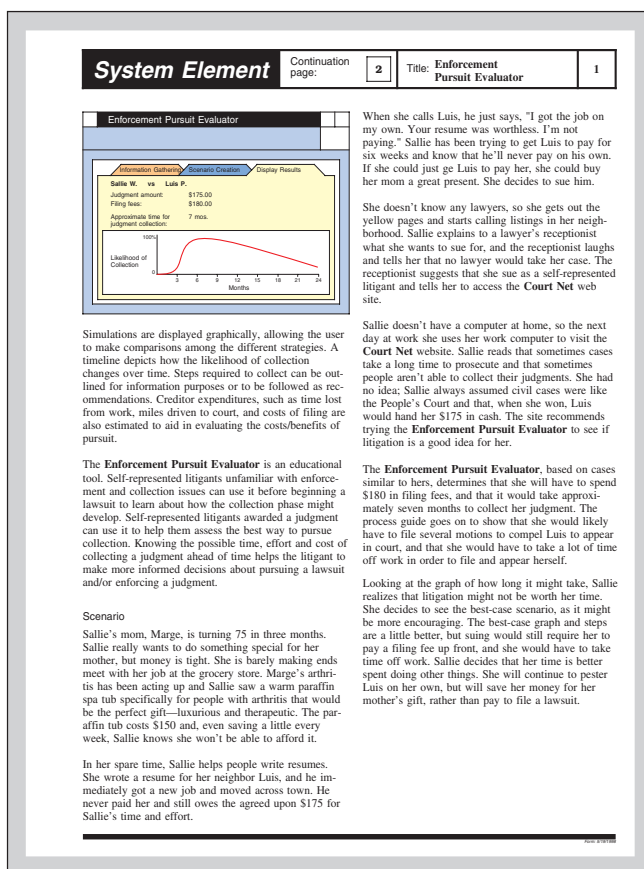 System Element
Continuation
page:
2
Title: Enforcement
Pursuit Evaluator
1
Enforcement Pursuit Evaluator
Information Gathering
Scenario Creation
Display Results
Sallie W. vs Luis P.
Judgment amount: $175.00
Filing fees: $180.00
Approximate time for 7 mos.
judgment collection:
100%
Likelihood of
Collection
0
3 6 9 12 15 18 21 24
Months
Simulations are displayed graphically, allowing the user
to make comparisons among the different strategies. A
timeline depicts how the likelihood of collection
changes over time. Steps required to collect can be out-
lined for information purposes or to be followed as rec-
ommendations. Creditor expenditures, such as time lost
from work, miles driven to court, and costs of filing are
also estimated to aid in evaluating the costs/benefits of
pursuit.
The Enforcement Pursuit Evaluator is an educational
tool. Self-represented litigants unfamiliar with enforce-
ment and collection issues can use it before beginning a
lawsuit to learn about how the collection phase might
develop. Self-represented litigants awarded a judgment
can use it to help them assess the best way to pursue
collection. Knowing the possible time, effort and cost of
collecting a judgment ahead of time helps the litigant to
make more informed decisions about pursuing a lawsuit
and/or enforcing a judgment.
Scenario
Sallie's mom, Marge, is turning 75 in three months.
Sallie really wants to do something special for her
mother, but money is tight. She is barely making ends
meet with her job at the grocery store. Marge's arthri-
tis has been acting up and Sallie saw a warm paraffin
spa tub specifically for people with arthritis that would
be the perfect gift—luxurious and therapeutic. The par-
affin tub costs $150 and, even saving a little every
week, Sallie knows she won't be able to afford it.
In her spare time, Sallie helps people write resumes.
She wrote a resume for her neighbor Luis, and he im-
mediately got a new job and moved across town. He
never paid her and still owes the agreed upon $175 for
Sallie's time and effort.
When she calls Luis, he just says, "I got the job on
my own. Your resume was worthless. I'm not
paying." Sallie has been trying to get Luis to pay for
six weeks and know that he'll never pay on his own.
If she could just ge Luis to pay her, she could buy
her mom a great present. She decides to sue him.
She doesn't know any lawyers, so she gets out the
yellow pages and starts calling listings in her neigh-
borhood. Sallie explains to a lawyer's receptionist
what she wants to sue for, and the receptionist laughs
and tells her that no lawyer would take her case. The
receptionist suggests that she sue as a self-represented
litigant and tells her to access the Court Net web
site.
Sallie doesn't have a computer at home, so the next
day at work she uses her work computer to visit the
Court Net website. Sallie reads that sometimes cases
take a long time to prosecute and that sometimes
people aren't able to collect their judgments. She had
no idea; Sallie always assumed civil cases were like
the People's Court and that, when she won, Luis
would hand her $175 in cash. The site recommends
trying the Enforcement Pursuit Evaluator to see if
litigation is a good idea for her.
The Enforcement Pursuit Evaluator, based on cases
similar to hers, determines that she will have to spend
$180 in filing fees, and that it would take approxi-
mately seven months to collect her judgment. The
process guide goes on to show that she would likely
have to file several motions to compel Luis to appear
in court, and that she would have to take a lot of time
off work in order to file and appear herself.
Looking at the graph of how long it might take, Sallie
realizes that litigation might not be worth her time.
She decides to see the best-case scenario, as it might
be more encouraging. The best-case graph and steps
are a little better, but suing would still require her to
pay a filing fee up front, and she would have to take
time off work. Sallie decides that her time is better
spent doing other things. She will continue to pester
Luis on her own, but will save her money for her
mother's gift, rather than pay to file a lawsuit.